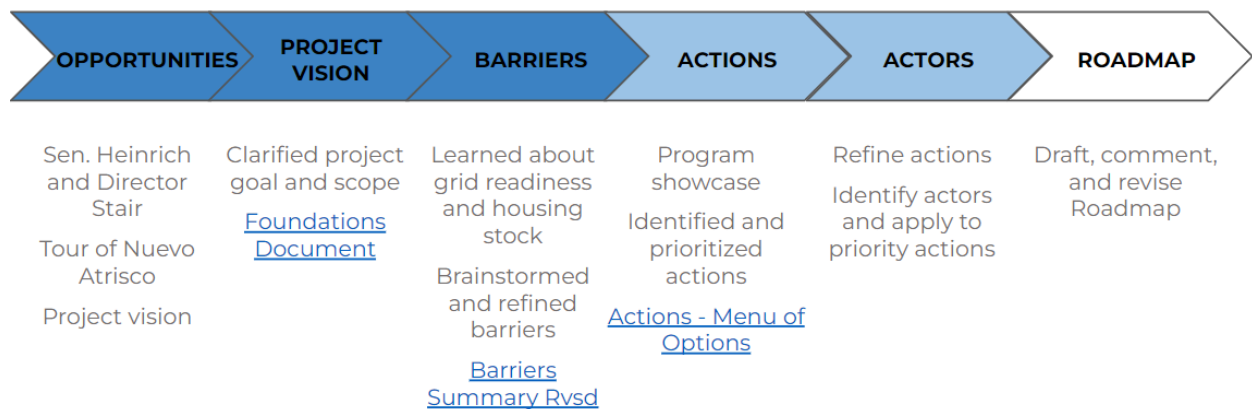 OPPORTUNITIES
PROJECT
VISION
BARRIERS
ACTIONS
ACTORS
ROADMAP
Sen. Heinrich
and Director
Stair
Tour of Nuevo
Atrisco
Project vision
Clarified project
goal and scope
Foundations
Document
Learned about
grid readiness
and housing
stock
Brainstormed
and refined
barriers
Barriers
Summary Rvsd
Program
showcase
Identified and
prioritized
actions
Actions - Menu of
Options
Refine actions
Identify actors
and apply to
priority actions
Draft, comment,
and revise
Roadmap